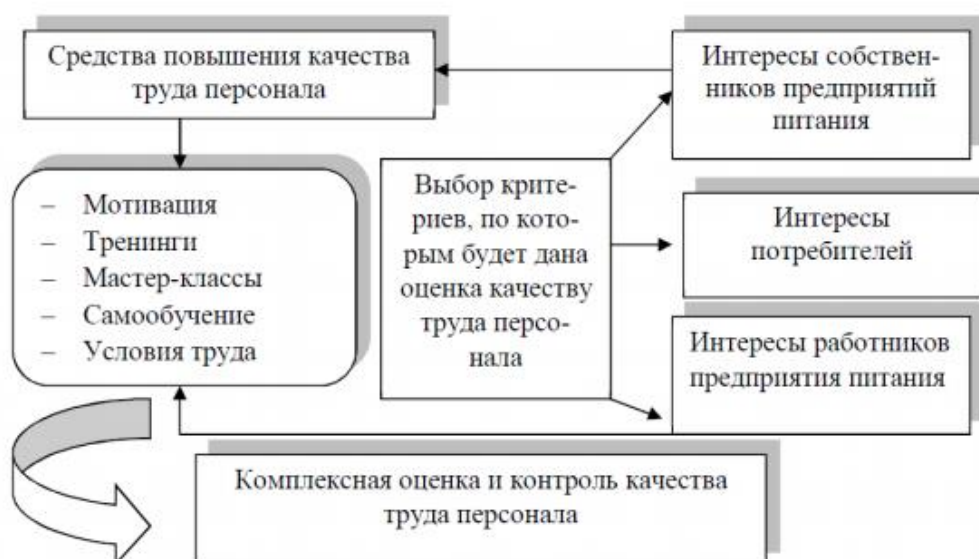 Средства повышения качества
труда персонала
Интересы собствен-
ников предприятий
питания
– Мотивация
– Тренинги
– Мастер-классы
– Самообучение
– Условия труда
Выбор крите-
риев, по кото-
рым будет дана
оценка качеству
труда персо-
нала
Интересы
потребителей
Интересы работников
предприятия питания
Комплексная оценка и контроль качества
труда персонала